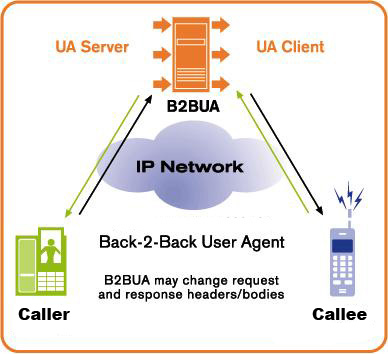 UA Server
UA Client
B2BUA
IP Network
Back-2-Back User Agent
B2BUA may change request
and response headers/bodies
Caller
Callee